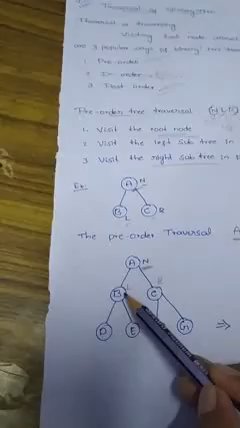 Traversal of Binary tree
Traversal or traversing
Visiting Each node
are 3 popular ways of binary tree
1. Pre-order
2. In-order
3. Post order
Pre-order tree traversal (NLR)
1. Visit the root node
2. Visit the left sub tree in
3. Visit the right sub tree in
Ex:
A N
B C R
L
The pre-order Traversal A
A N
B L C R
D E G ⇒